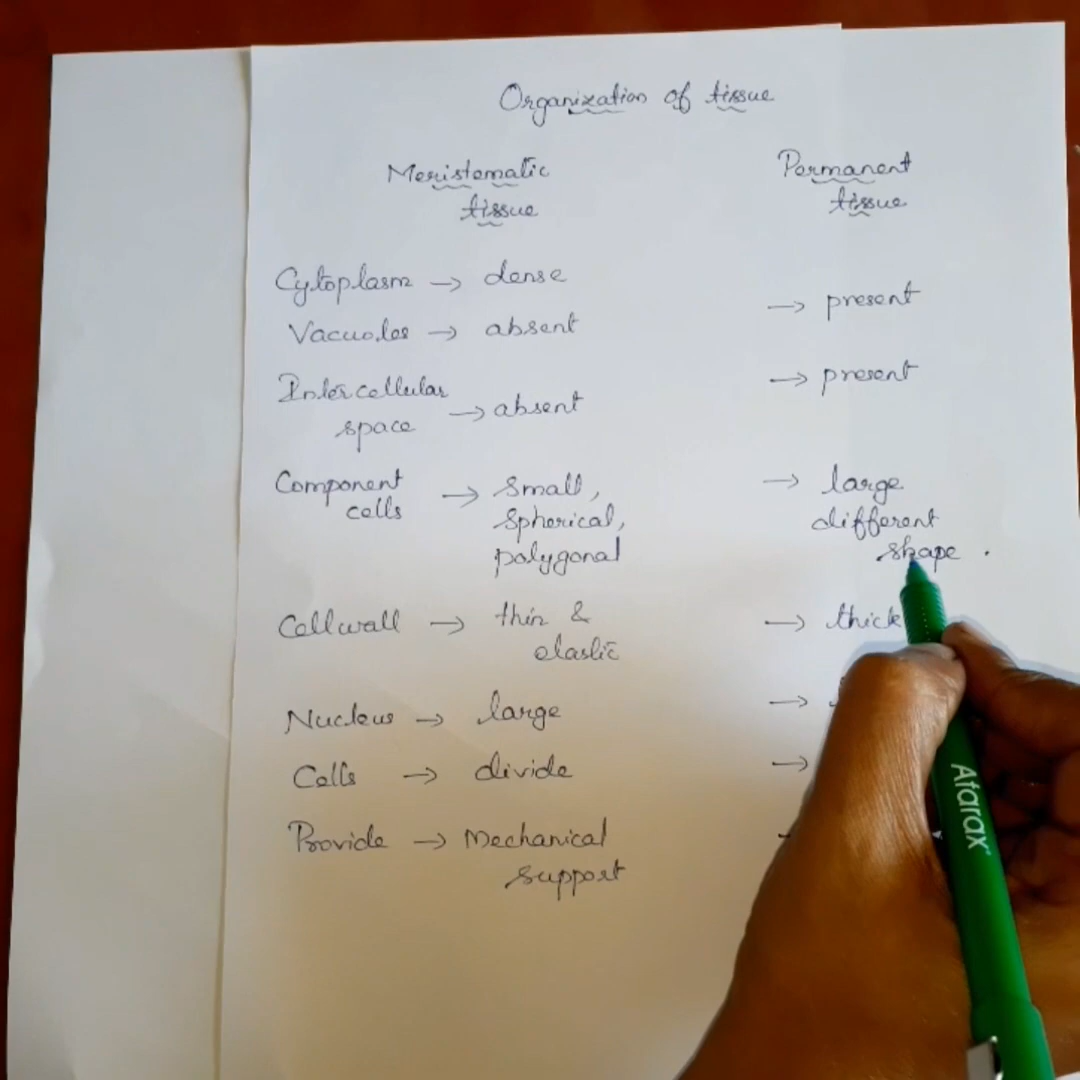 Organization of tissue
Meristematic Permanent
tissue tissue
Cytoplasm → dense
→ present
Vacuoles → absent
Intercellular → present
space → absent
Component → small, → large
cells spherical, different
polygonal shape .
Cellwall → thin & → thick
elastic
Nucleus → large →
Cells → divide →
Provide → Mechanical
support
Atarax